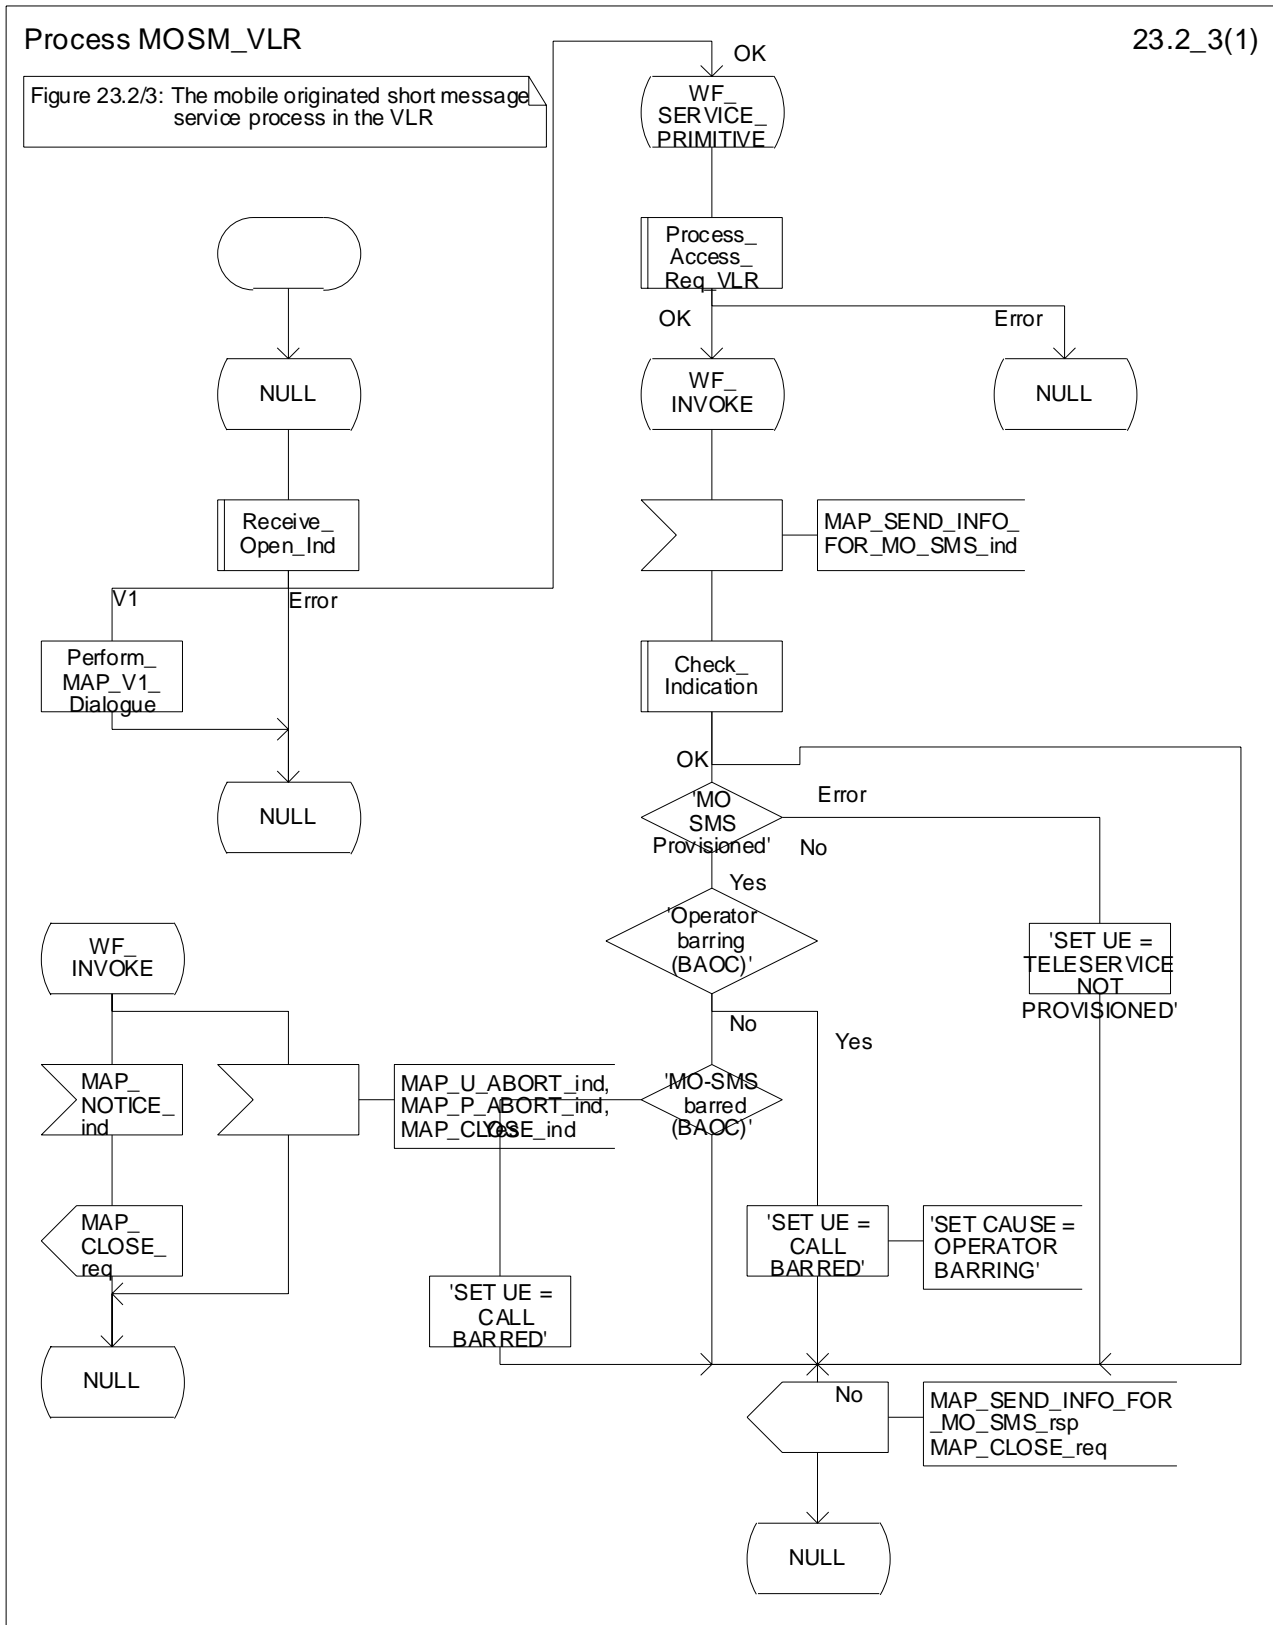 Process MOSM_VLR
23.2_3(1)
Figure 23.2/3: The mobile originated short message
service process in the VLR
OK
WF_
SERVICE_
PRIMITIVE
Process_
Access_
Req_VLR
OK
Error
NULL
WF_
INVOKE
NULL
Receive_
Open_Ind
MAP_SEND_INFO_
FOR_MO_SMS_ind
V1
Error
Perform_
MAP_V1_
Dialogue
Check_
Indication
OK
NULL
'MO
SMS
Provisioned'
Error
No
Yes
WF_
INVOKE
'Operator
barring
(BAOC)'
'SET UE =
TELESERVICE
NOT
PROVISIONED'
No
Yes
MAP_
NOTICE_
ind
MAP_U_ABORT_ind,
MAP_P_ABORT_ind,
MAP_CLOSE_ind
Yes
'MO-SMS
barred
(BAOC)'
MAP_
CLOSE_
req
'SET UE =
CALL
BARRED'
'SET CAUSE =
OPERATOR
BARRING'
'SET UE =
CALL
BARRED'
NULL
No
MAP_SEND_INFO_FOR
_MO_SMS_rsp
MAP_CLOSE_req
NULL